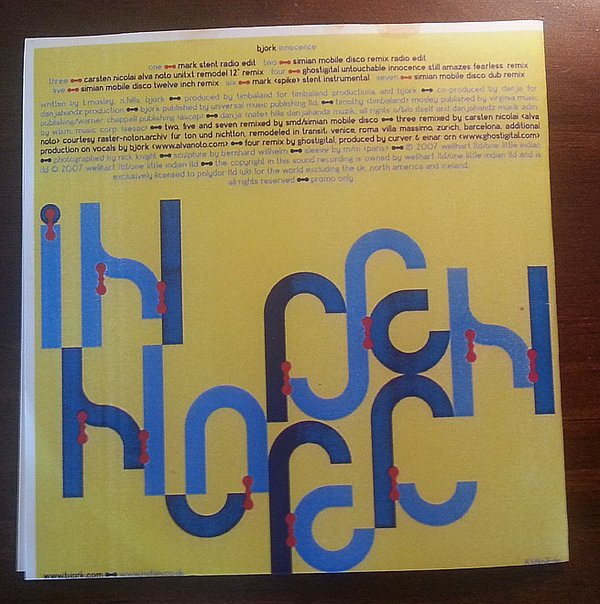 bjork innocence
one mark stent radio edit two simian mobile disco remix radio edit
three carsten nicolai alva noto unitxt remodel 12" remix four ghostigital untouchable innocence still amazes fearless remix
five simian mobile disco twelve inch remix six mark <spike> stent instrumental seven simian mobile disco dub remix
written by t.mosley, n.hills, bjork produced by timbaland for timbaland productions and bjork co-produced by danja for
danjahandz production bjork published by universal music publishing ltd. timothy <timbaland> mosley published by virginia music
publishing/warner chappell publishing (ascap) danja (nate) hills danjahandz muzik, all rights o/b/o itself and danjahandz muzik adm.
by w.b.m. music corp. (sesac) two, five and seven remixed by smd/simian mobile disco three remixed by carsten nicolai <alva
noto> courtesy raster-noton.archiv für ton und nichtton, remodeled in transit, venice, roma villa massimo, zurich, barcelona. additional
production on vocals by bjork <www.alvanoto.com> four remix by ghostigital, produced by curver & einar orn <www.ghostigital.com>
photographed by nick knight sculpture by bernhard willhelm sleeve by m/m <paris> © 2007 wellhart ltd/one little indian
ltd © 2007 wellhart ltd/one little indian ltd the copyright in this sound recording is owned by wellhart ltd/one little indian ltd and is
exclusively licensed to polydor ltd (uk) for the world excluding the uk, north america and iceland.
all rights reserved promo only
in
nocen
www.bjork.com www.indian.co.uk